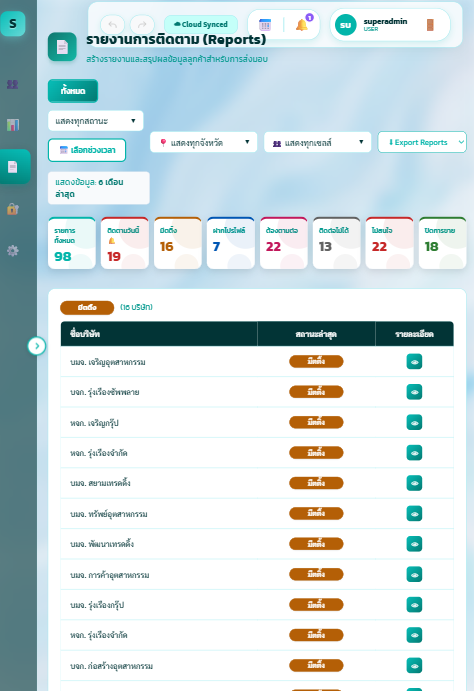 S
Cloud Synced
1
SU
superadmin
USER
รายงานการติดตาม (Reports)
สร้างรายงานและสรุปผลข้อมูลลูกค้าสำหรับการส่งมอบ
ทั้งหมด
แสดงทุกสถานะ
เลือกช่วงเวลา
แสดงทุกจังหวัด
แสดงทุกเซลล์
Export Reports
แสดงข้อมูล: 6 เดือน
ล่าสุด
รายการ
ทั้งหมด
98
ติดตามวันนี้
19
มีตติ้ง
16
ฝากโปรไฟล์
7
ต้องตามต่อ
22
ติดต่อไม่ได้
13
ไม่สนใจ
22
ปิดการขาย
18
มีตติ้ง
(16 บริษัท)
ชื่อบริษัท
สถานะล่าสุด
รายละเอียด
บมจ. เจริญอุตสาหกรรม
มีตติ้ง
บจก. รุ่งเรืองซัพพลาย
มีตติ้ง
หจก. เจริญกรุ๊ป
มีตติ้ง
หจก. รุ่งเรืองจำกัด
มีตติ้ง
บมจ. สยามเทรดดิ้ง
มีตติ้ง
บมจ. ทรัพย์อุตสาหกรรม
มีตติ้ง
บมจ. พัฒนาเทรดดิ้ง
มีตติ้ง
บมจ. การค้าอุตสาหกรรม
มีตติ้ง
บมจ. รุ่งเรืองกรุ๊ป
มีตติ้ง
หจก. รุ่งเรืองจำกัด
มีตติ้ง
บจก. ก่อสร้างอุตสาหกรรม
มีตติ้ง